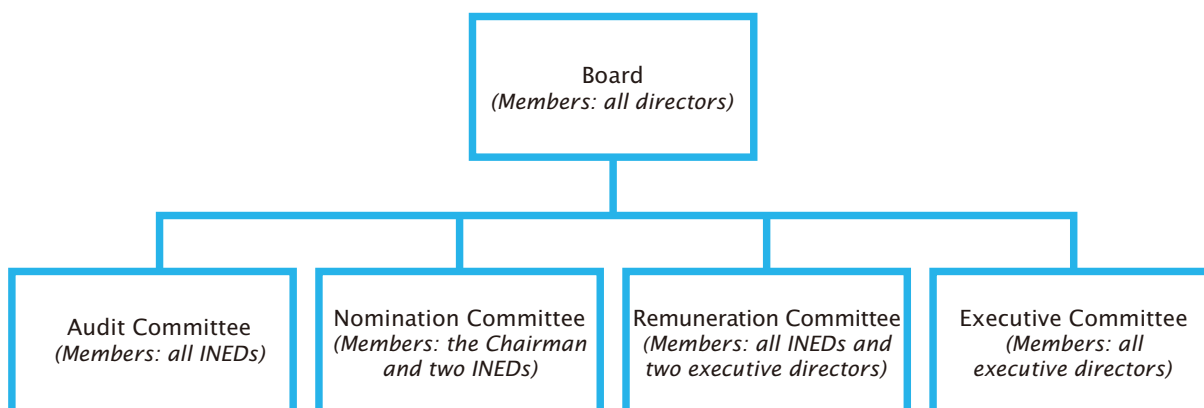 Board
(Members: all directors)
Audit Committee
(Members: all INEDs)
Nomination Committee
(Members: the Chairman
and two INEDs)
Remuneration Committee
(Members: all INEDs and
two executive directors)
Executive Committee
(Members: all
executive directors)